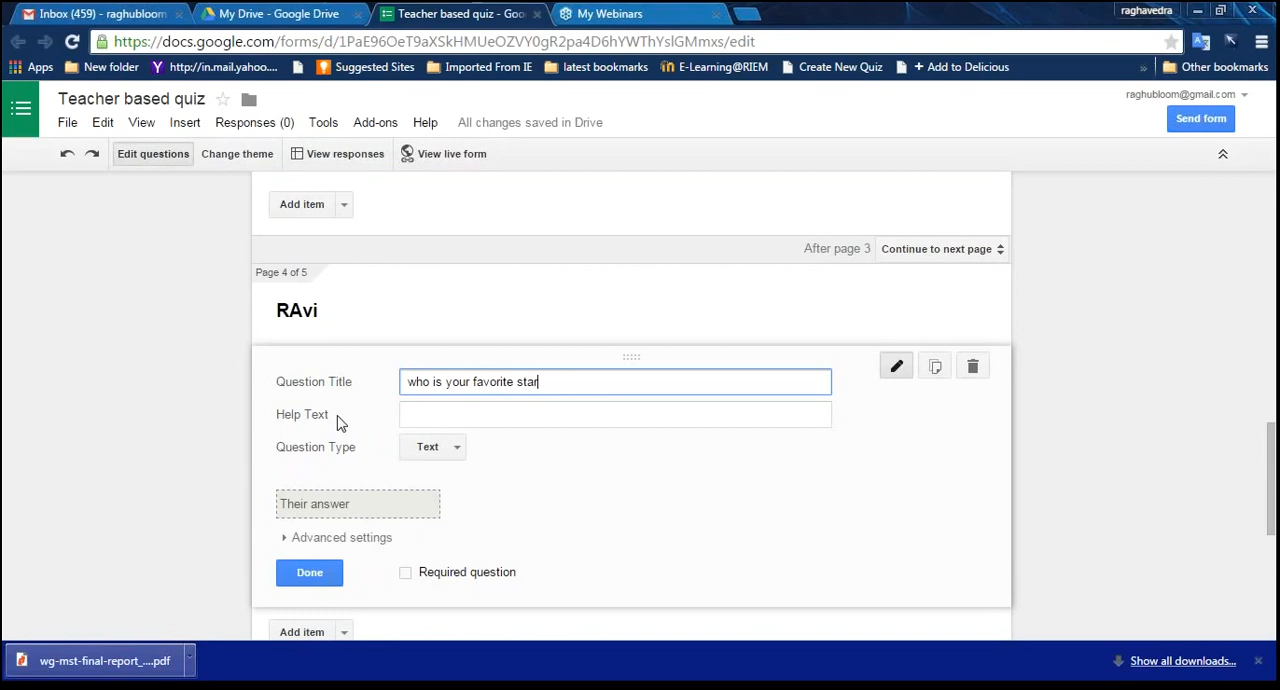 Inbox (459) - raghubloom
My Drive - Google Drive
Teacher based quiz - Goo
My Webinars
raghavedra
https://docs.google.com/forms/d/1PaE96OeT9aXSkHMUeOZVY0gR2pa4D6hYWThYslGMmxs/edit
Apps
New folder
http://in.mail.yahoo....
Suggested Sites
Imported From IE
latest bookmarks
E-Learning@RIEM
Create New Quiz
+ Add to Delicious
»
Other bookmarks
Teacher based quiz
raghubloom@gmail.com
File Edit View Insert Responses (0) Tools Add-ons Help All changes saved in Drive
Send form
Edit questions Change theme View responses View live form
Add item
After page 3 Continue to next page
Page 4 of 5
RAvi
Question Title who is your favorite star
Help Text
Question Type Text
Their answer
Advanced settings
Done Required question
Add item
wg-mst-final-report_....pdf
Show all downloads...